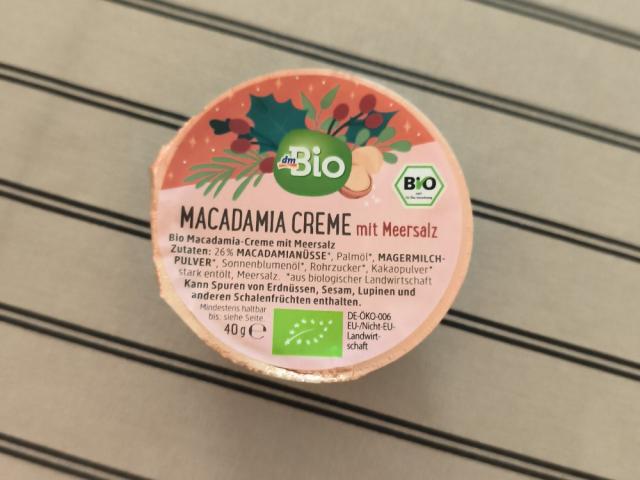 dm
Bio
BIO
MACADAMIA CREME mit Meersalz
Bio Macadamia-Creme mit Meersalz
Zutaten: 26% MACADAMIANÜSSE*, Palmöl*, MAGERMILCH-
PULVER*, Sonnenblumenöl*, Rohrzucker*, Kakaopulver*
stark entölt, Meersalz. *aus biologischer Landwirtschaft
Kann Spuren von Erdnüssen, Sesam, Lupinen und
anderen Schalenfrüchten enthalten.
Mindestens haltbar
bis: siehe Seite.
40 g ℮
DE-ÖKO-006
EU-/Nicht-EU-
Landwirt-
schaft